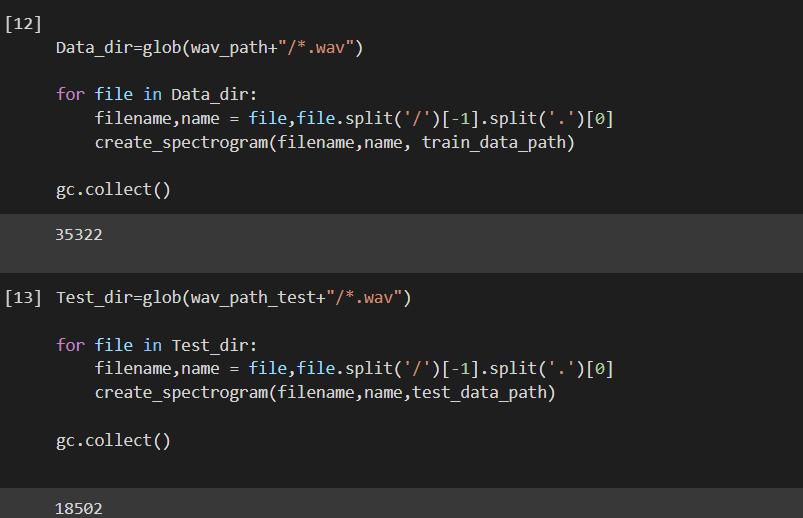 [12]
Data_dir=glob(wav_path+"/*.wav")
for file in Data_dir:
filename,name = file,file.split('/')[-1].split('.')[0]
create_spectrogram(filename,name, train_data_path)
gc.collect()
35322
[13] Test_dir=glob(wav_path_test+"/*.wav")
for file in Test_dir:
filename,name = file,file.split('/')[-1].split('.')[0]
create_spectrogram(filename,name,test_data_path)
gc.collect()
18502